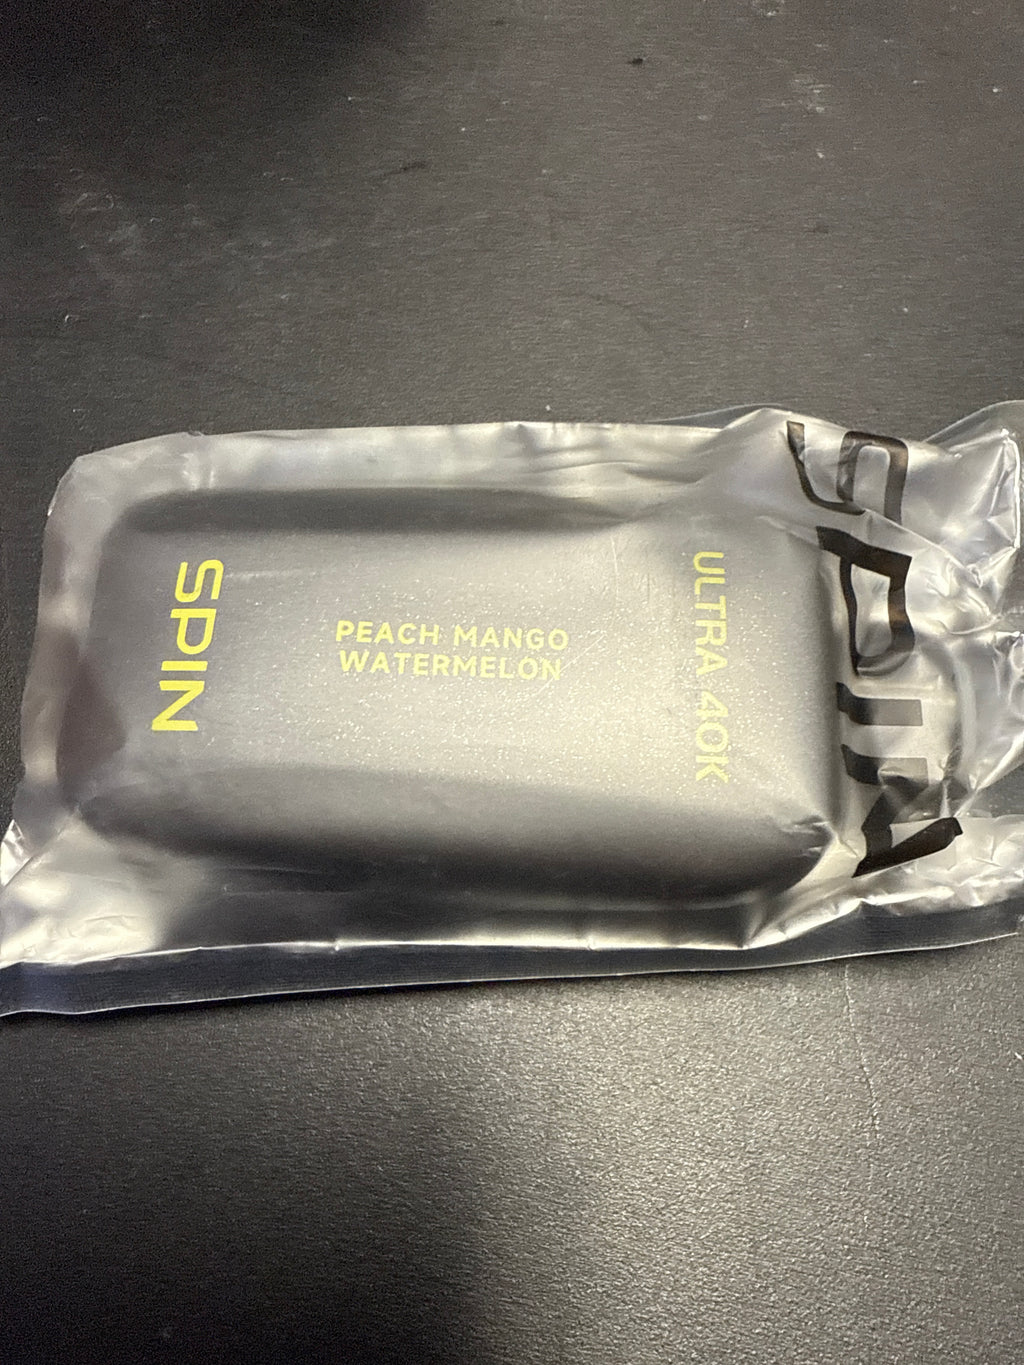 SPIN
PEACH MANGO
WATERMELON
ULTRA 40K
SPIN